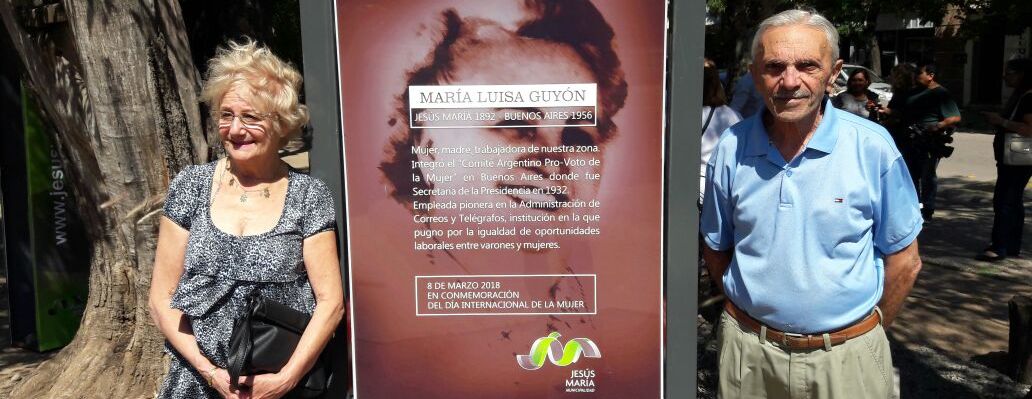 MARÍA LUISA GUYÓN
JESÚS MARÍA 1892 - BUENOS AIRES 1956
Mujer, madre, trabajadora de nuestra zona.
Integró el "Comité Argentino Pro-Voto de
la Mujer" en Buenos Aires donde fue
Secretaria de la Presidencia en 1932.
Empleada pionera en la Administración de
Correos y Telégrafos, institución en la que
pugno por la igualdad de oportunidades
laborales entre varones y mujeres.
8 DE MARZO 2018
EN CONMEMORACIÓN
DEL DÍA INTERNACIONAL DE LA MUJER
JESÚS
MARÍA
MUNICIPALIDAD
www.jesus